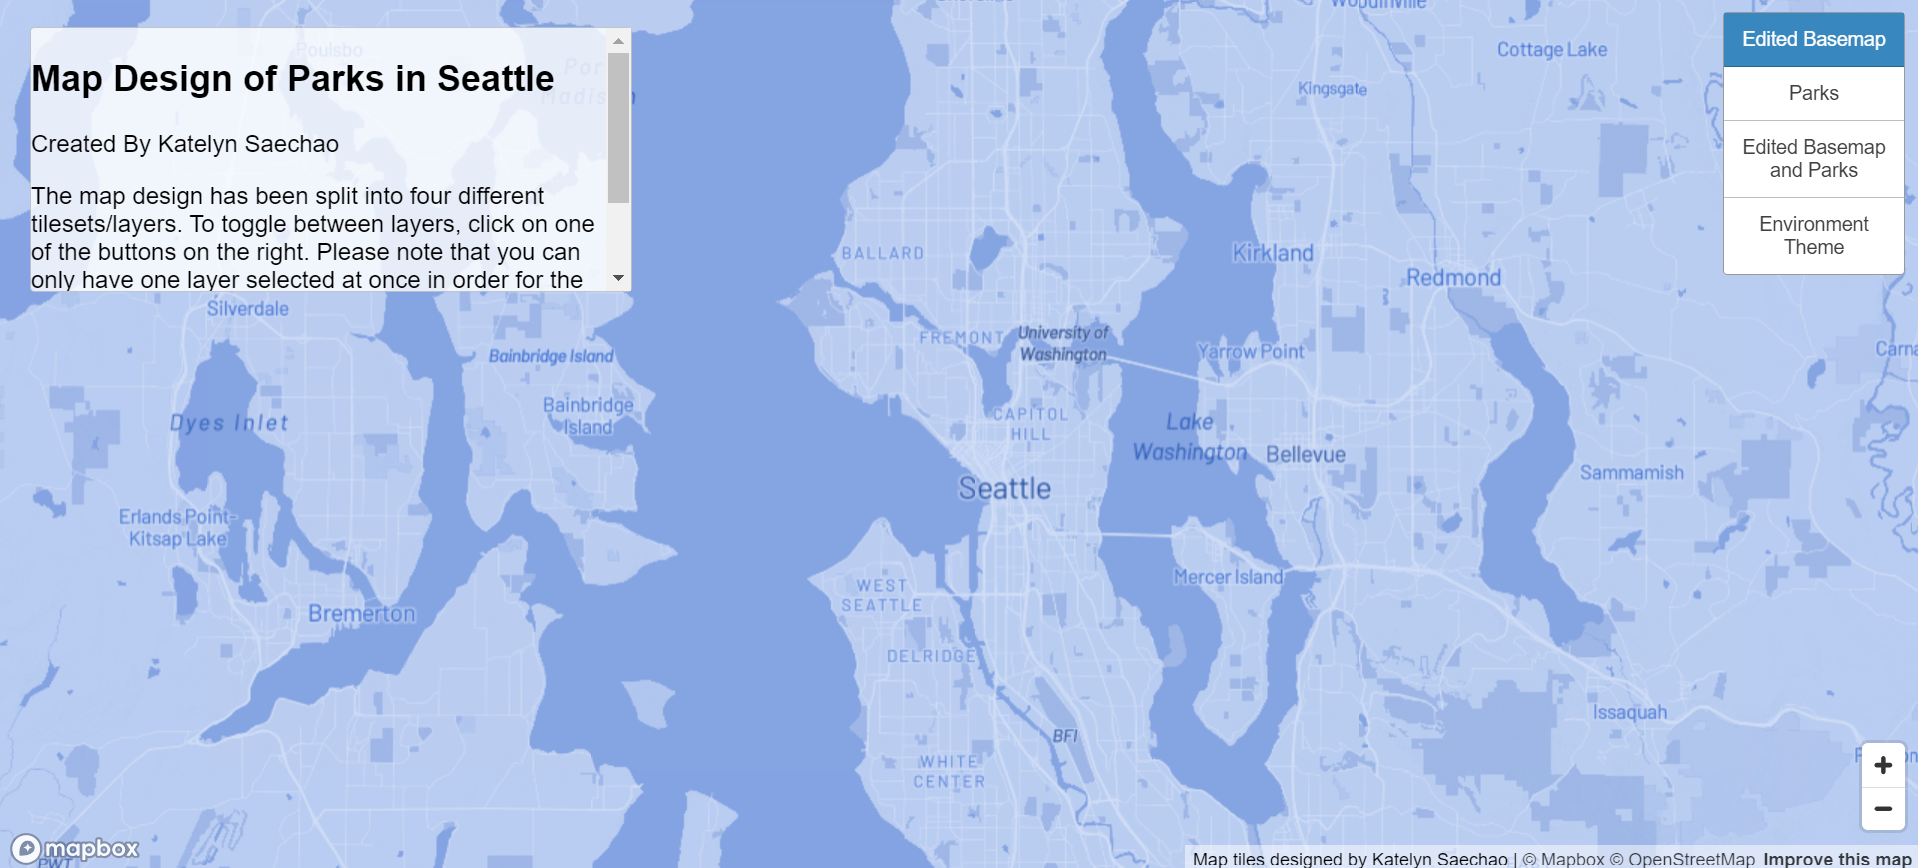 Woodinville
Cottage Lake
Kingsgate
Edited Basemap
Parks
Edited Basemap
and Parks
Environment
Theme
Poulsbo
Map Design of Parks in Seattle
Created By Katelyn Saechao
The map design has been split into four different
tilesets/layers. To toggle between layers, click on one
of the buttons on the right. Please note that you can
only have one layer selected at once in order for the
Silverdale
Bainbridge Island
Bainbridge
Island
Dyes Inlet
Erlands Point-
Kitsap Lake
Bremerton
BALLARD
FREMONT
University of
Washington
CAPITOL
HILL
Seattle
Lake
Washington
Kirkland
Redmond
Yarrow Point
Bellevue
Sammamish
Mercer Island
WEST
SEATTLE
DELRIDGE
BFI
WHITE
CENTER
Issaquah
+
−
mapbox
PWT
Map tiles designed by Katelyn Saechao | © Mapbox © OpenStreetMap Improve this map